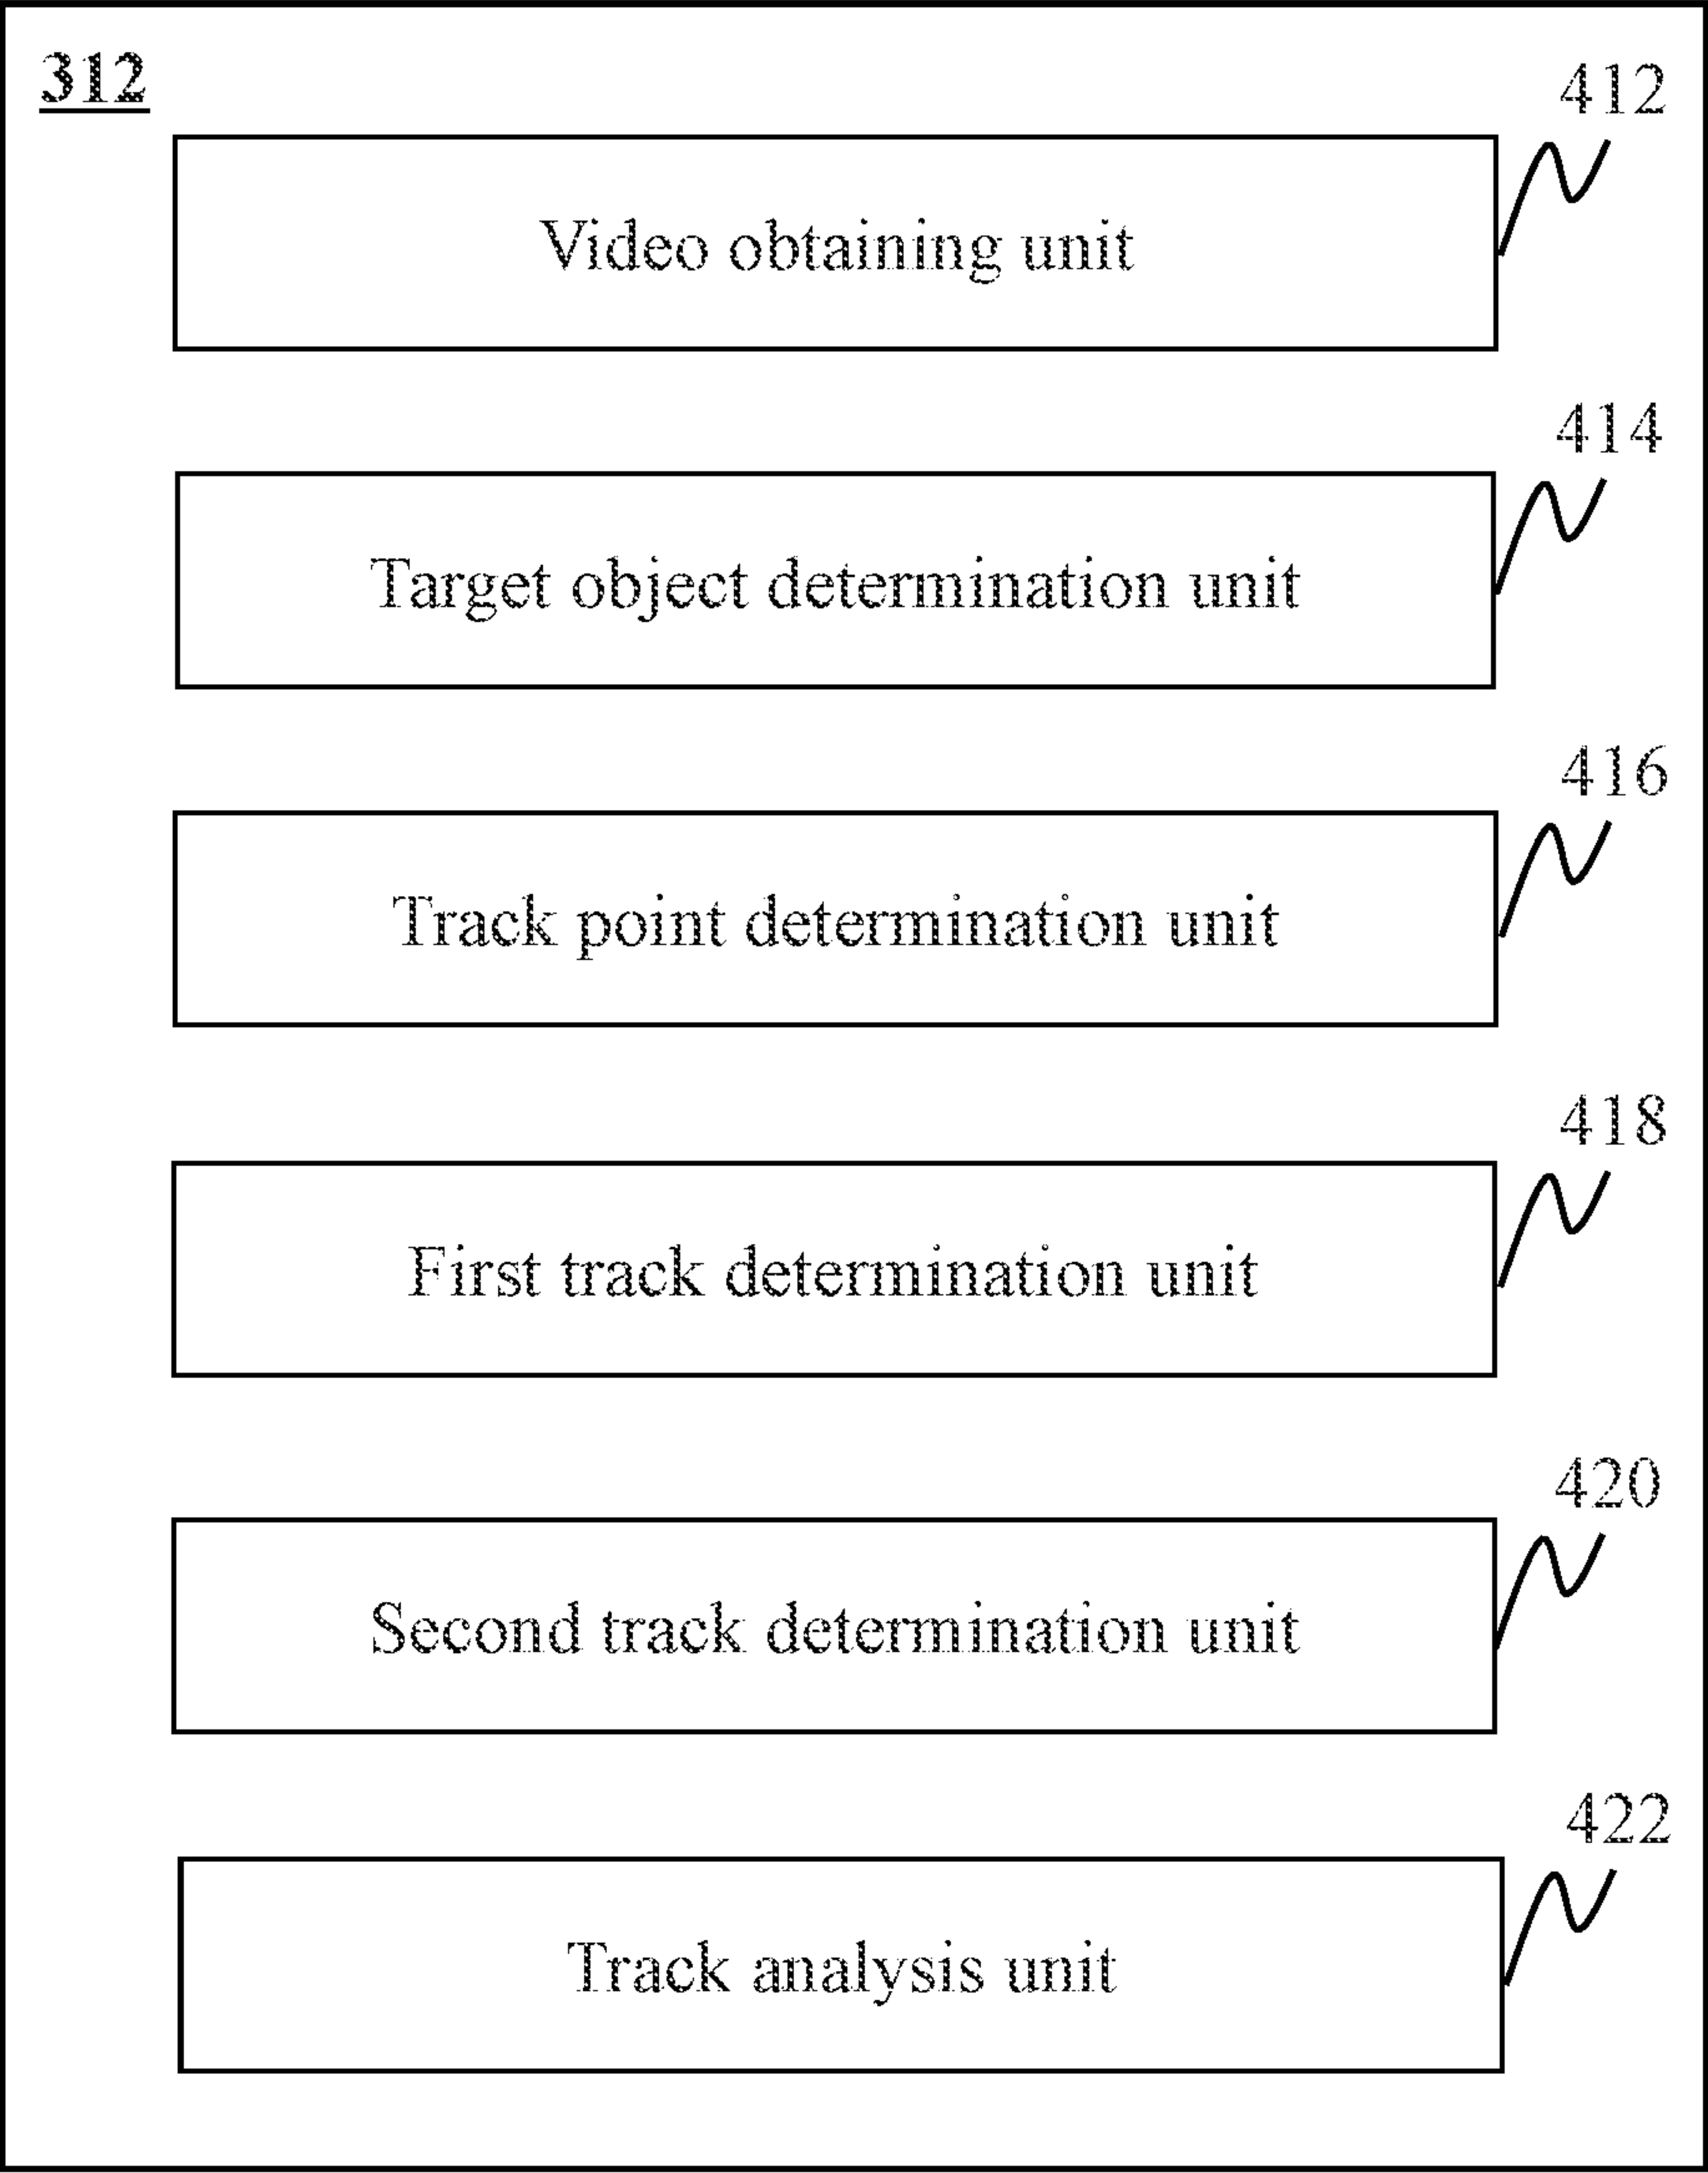 312
412
Video obtaining unit
414
Target object determination unit
416
Track point determination unit
418
First track determination unit
420
Second track determination unit
422
Track analysis unit